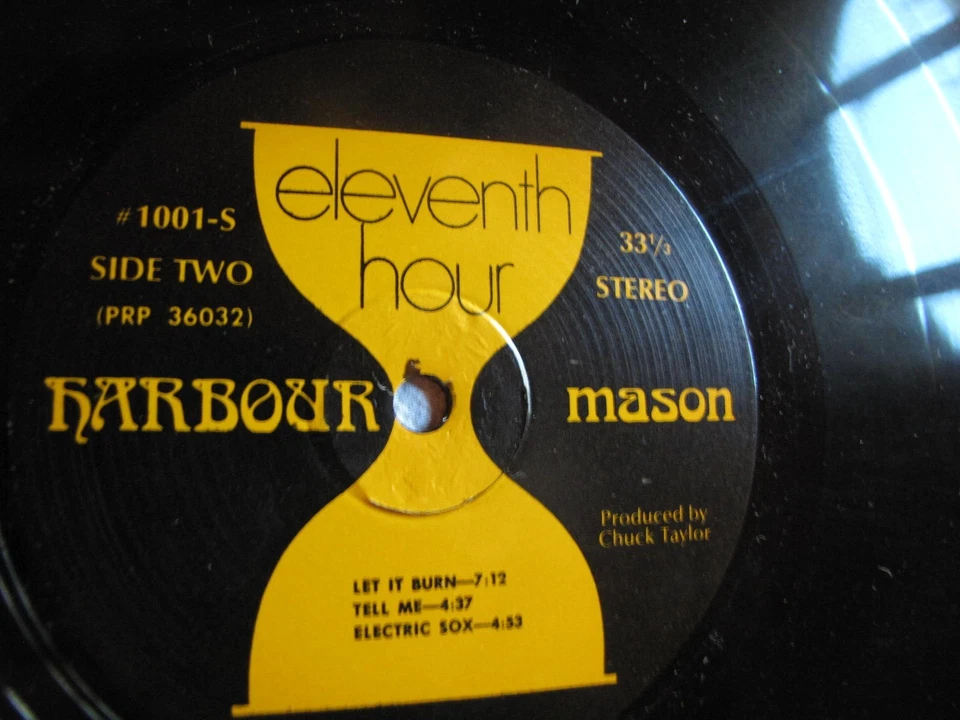 eleventh
hour
#1001-S
SIDE TWO
(PRP 36032)
33⅓
STEREO
HARBOUR
mason
Produced by
Chuck Taylor
LET IT BURN—7:12
TELL ME—4:37
ELECTRIC SOX—4:53